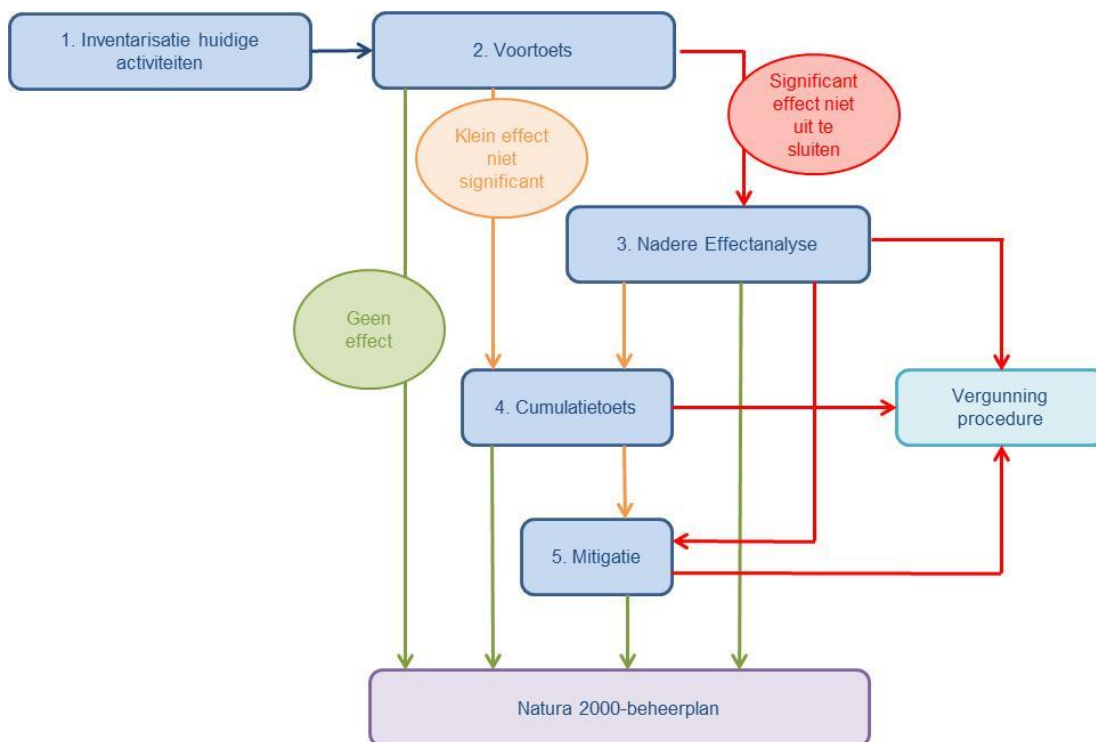 1. Inventarisatie huidige
activiteiten
2. Voortoets
Significant
effect niet
uit te
sluiten
Klein effect
niet
significant
3. Nadere Effectanalyse
Geen
effect
4. Cumulatietoets
Vergunning
procedure
5. Mitigatie
Natura 2000-beheerplan